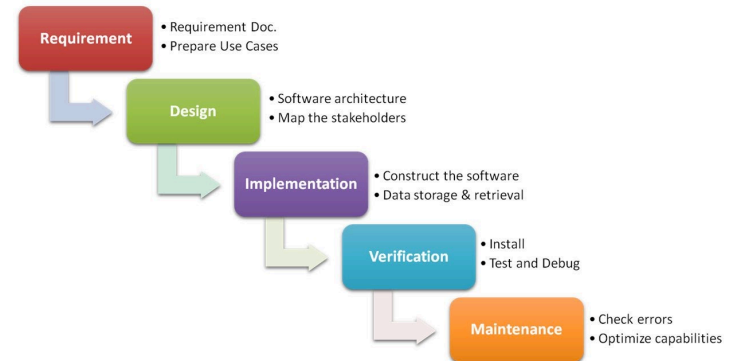 Requirement
• Requirement Doc.
• Prepare Use Cases
Design
• Software architecture
• Map the stakeholders
Implementation
• Construct the software
• Data storage & retrieval
Verification
• Install
• Test and Debug
Maintenance
• Check errors
• Optimize capabilities